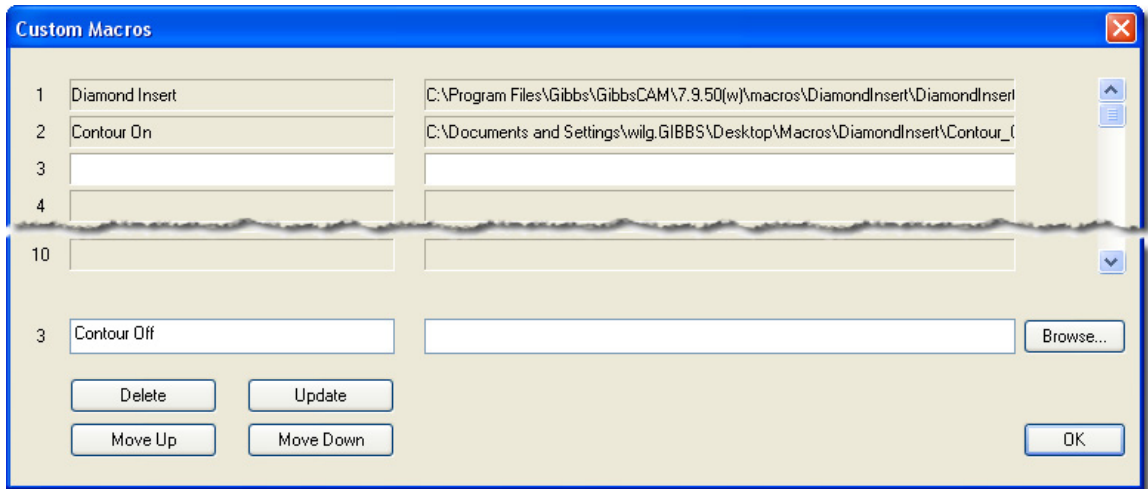 Custom Macros
1 Diamond Insert C:\Program Files\Gibbs\GibbsCAM\7.9.50(w)\macros\DiamondInsert\DiamondInsert
2 Contour On C:\Documents and Settings\wilg.GIBBS\Desktop\Macros\DiamondInsert\Contour_
3
4
10
3 Contour Off Browse...
Delete Update
Move Up Move Down OK